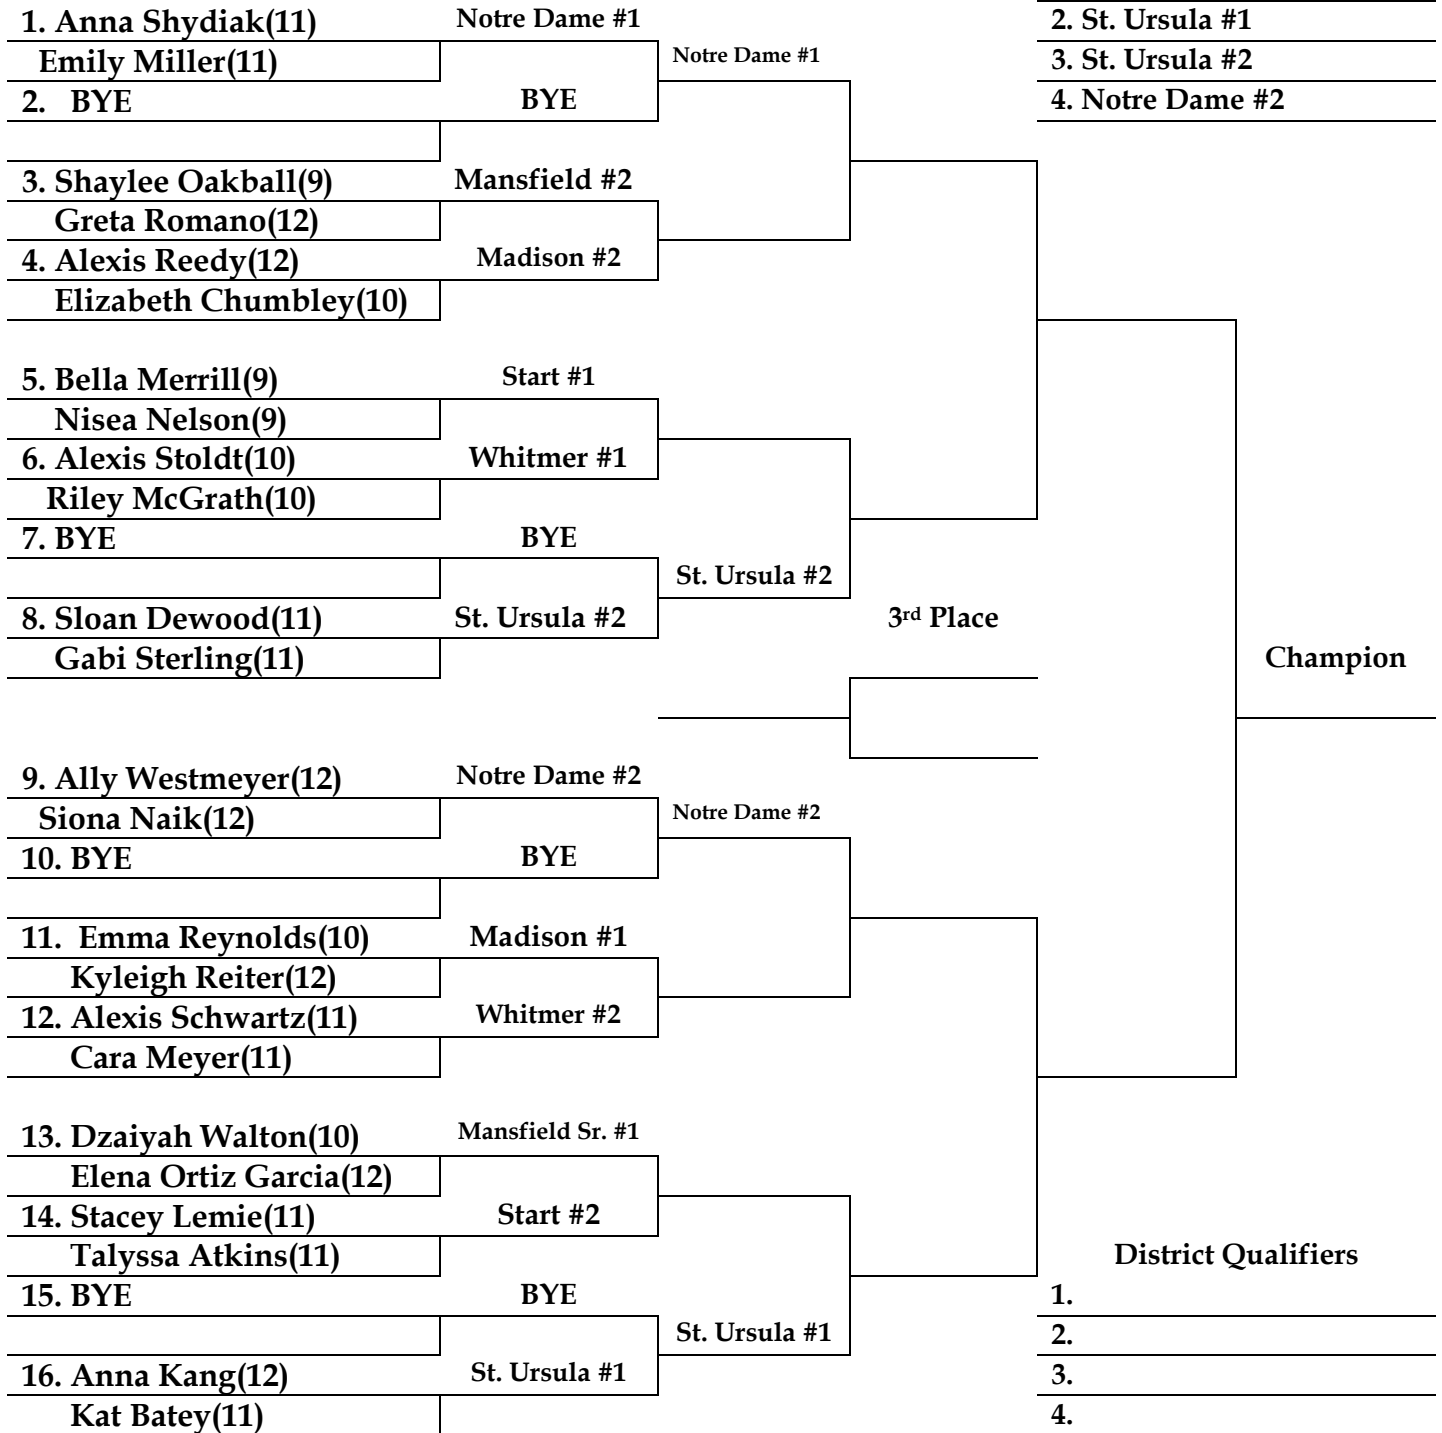 1. Anna Shydiak(11) Notre Dame #1 2. St. Ursula #1
Emily Miller(11) Notre Dame #1 3. St. Ursula #2
2. BYE BYE 4. Notre Dame #2
3. Shaylee Oakball(9) Mansfield #2
Greta Romano(12)
4. Alexis Reedy(12) Madison #2
Elizabeth Chumbley(10)
5. Bella Merrill(9) Start #1
Nisea Nelson(9)
6. Alexis Stoldt(10) Whitmer #1
Riley McGrath(10)
7. BYE BYE
St. Ursula #2
8. Sloan Dewood(11) St. Ursula #2 3rd Place
Gabi Sterling(11) Champion
9. Ally Westmeyer(12) Notre Dame #2
Siona Naik(12) Notre Dame #2
10. BYE BYE
11. Emma Reynolds(10) Madison #1
Kyleigh Reiter(12)
12. Alexis Schwartz(11) Whitmer #2
Cara Meyer(11)
13. Dzaiyah Walton(10) Mansfield Sr. #1
Elena Ortiz Garcia(12)
14. Stacey Lemie(11) Start #2
Talyssa Atkins(11) District Qualifiers
15. BYE BYE 1.
St. Ursula #1 2.
16. Anna Kang(12) St. Ursula #1 3.
Kat Batey(11) 4.